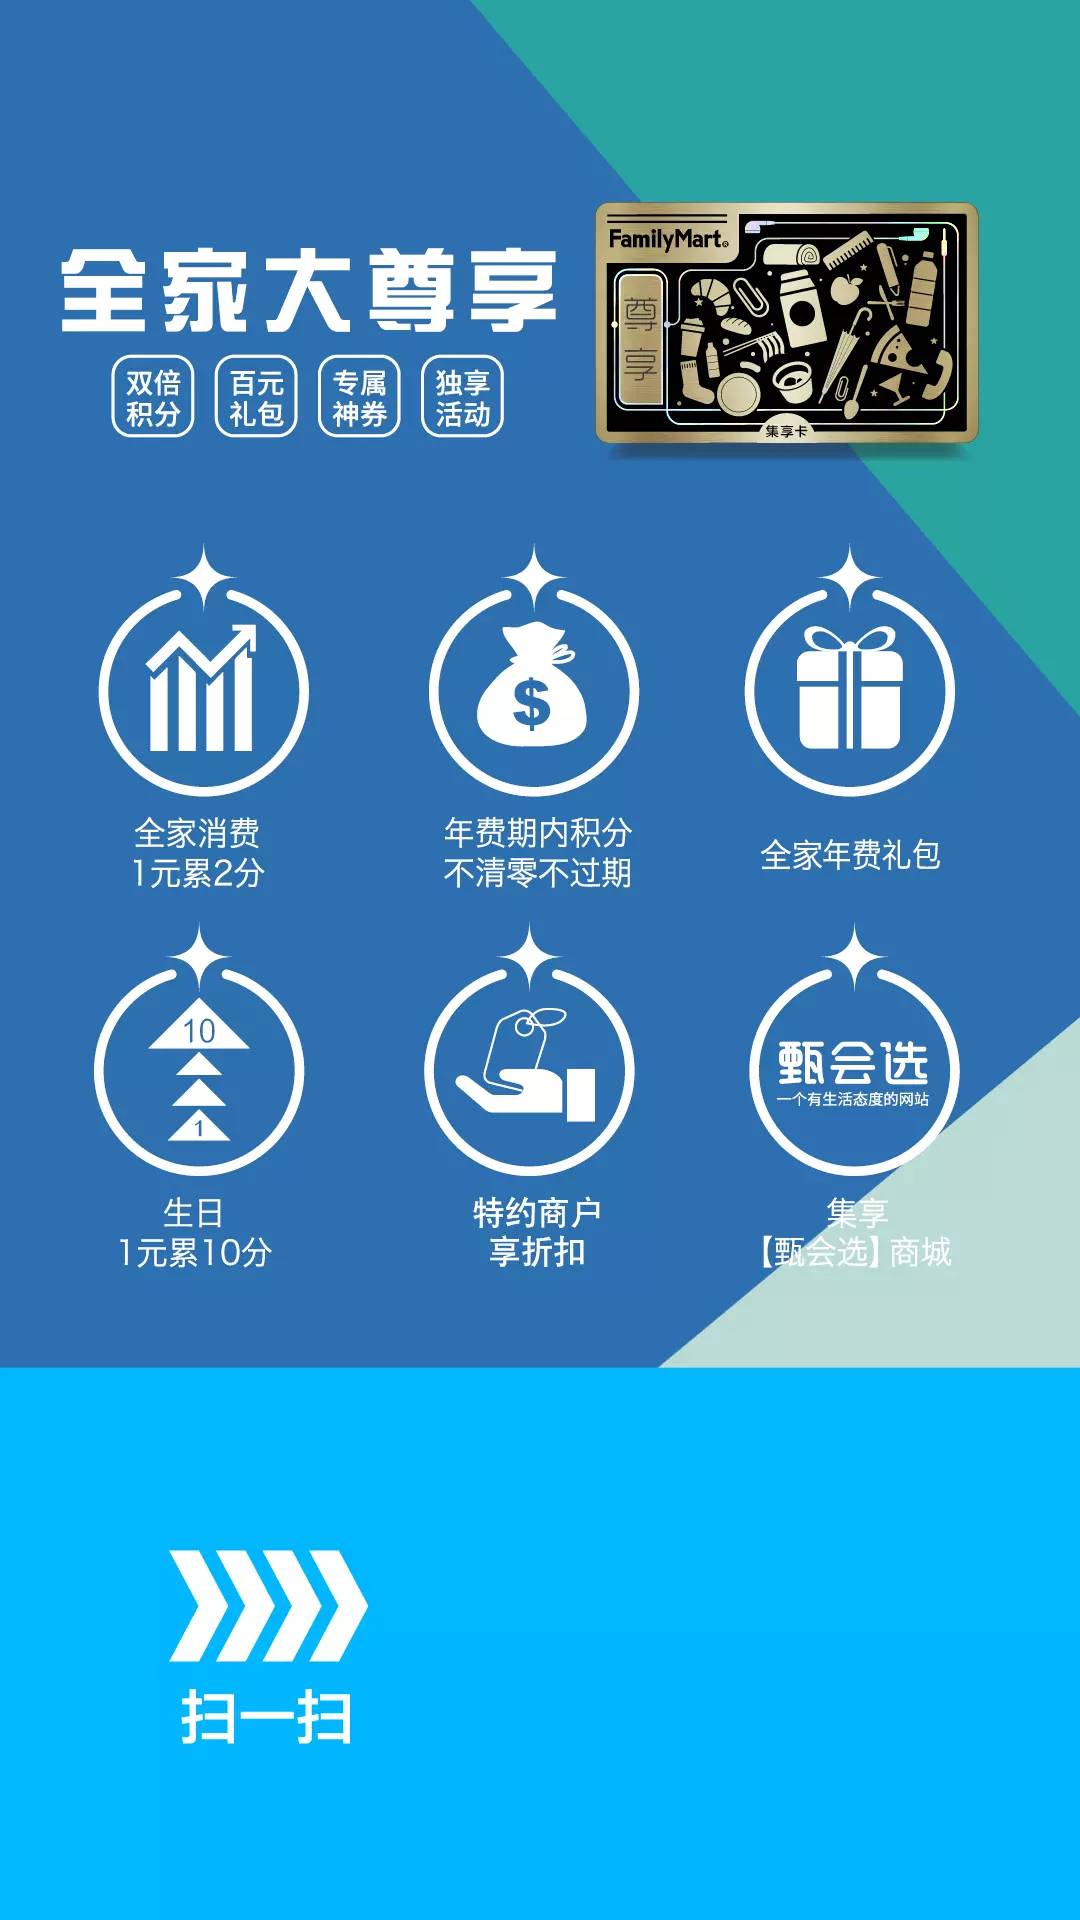 全家大尊享
双倍
积分
百元
礼包
专属
神券
独享
活动
FamilyMart®
尊
享
集享卡
$
全家消费
1元累2分
年费期内积分
不清零不过期
全家年费礼包
10
1
甄会选
一个有生活态度的网站
生日
1元累10分
特约商户
享折扣
集享
【甄会选】商城
扫一扫